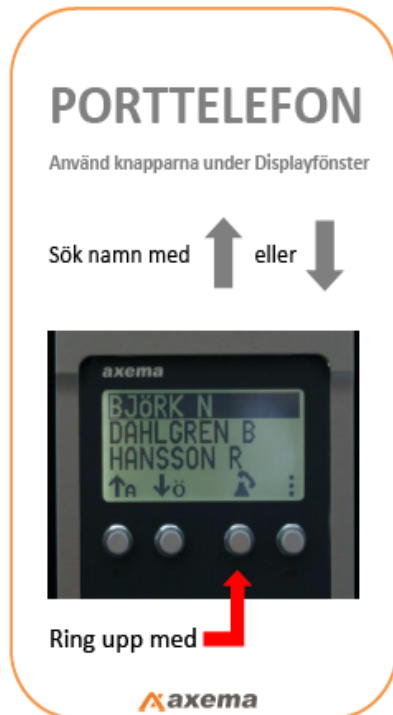 PORTTELEFON
Använd knapparna under Displayfönster
Sök namn med eller
axema
BJÖRK N
DAHLGREN B
HANSSON R
A Ö
Ring upp med
axema